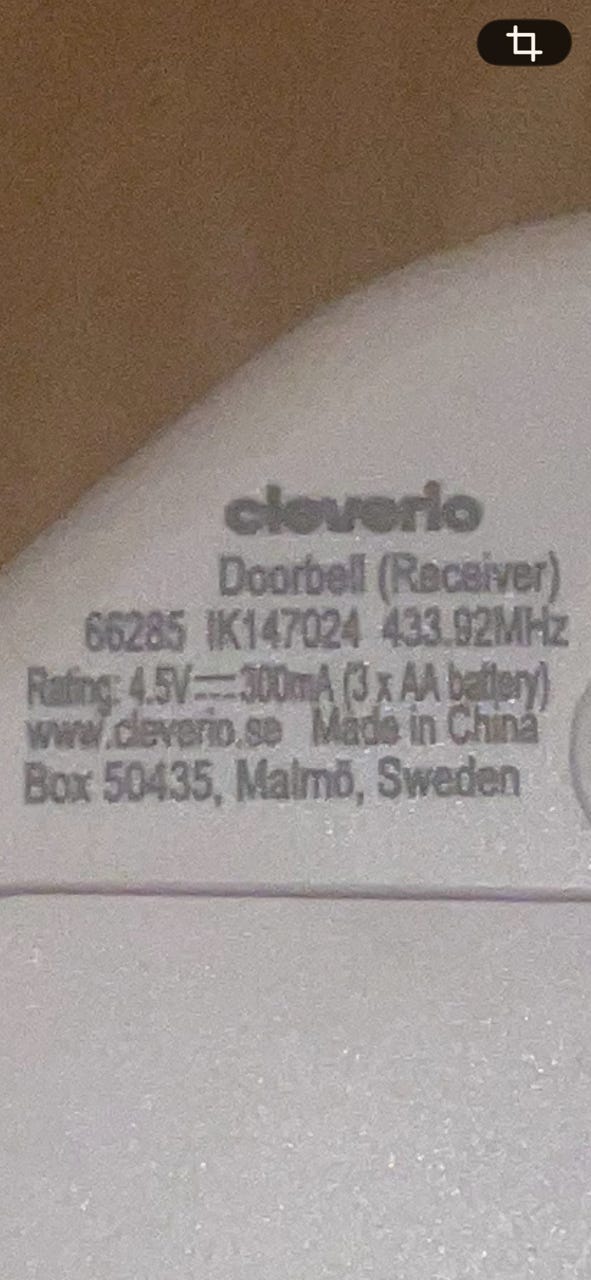 cleverio
Doorbell (Receiver)
66285 IK147024 433.92MHz
Rating: 4.5V⎓300mA (3 x AA battery)
www.cleverio.se Made in China
Box 50435, Malmö, Sweden